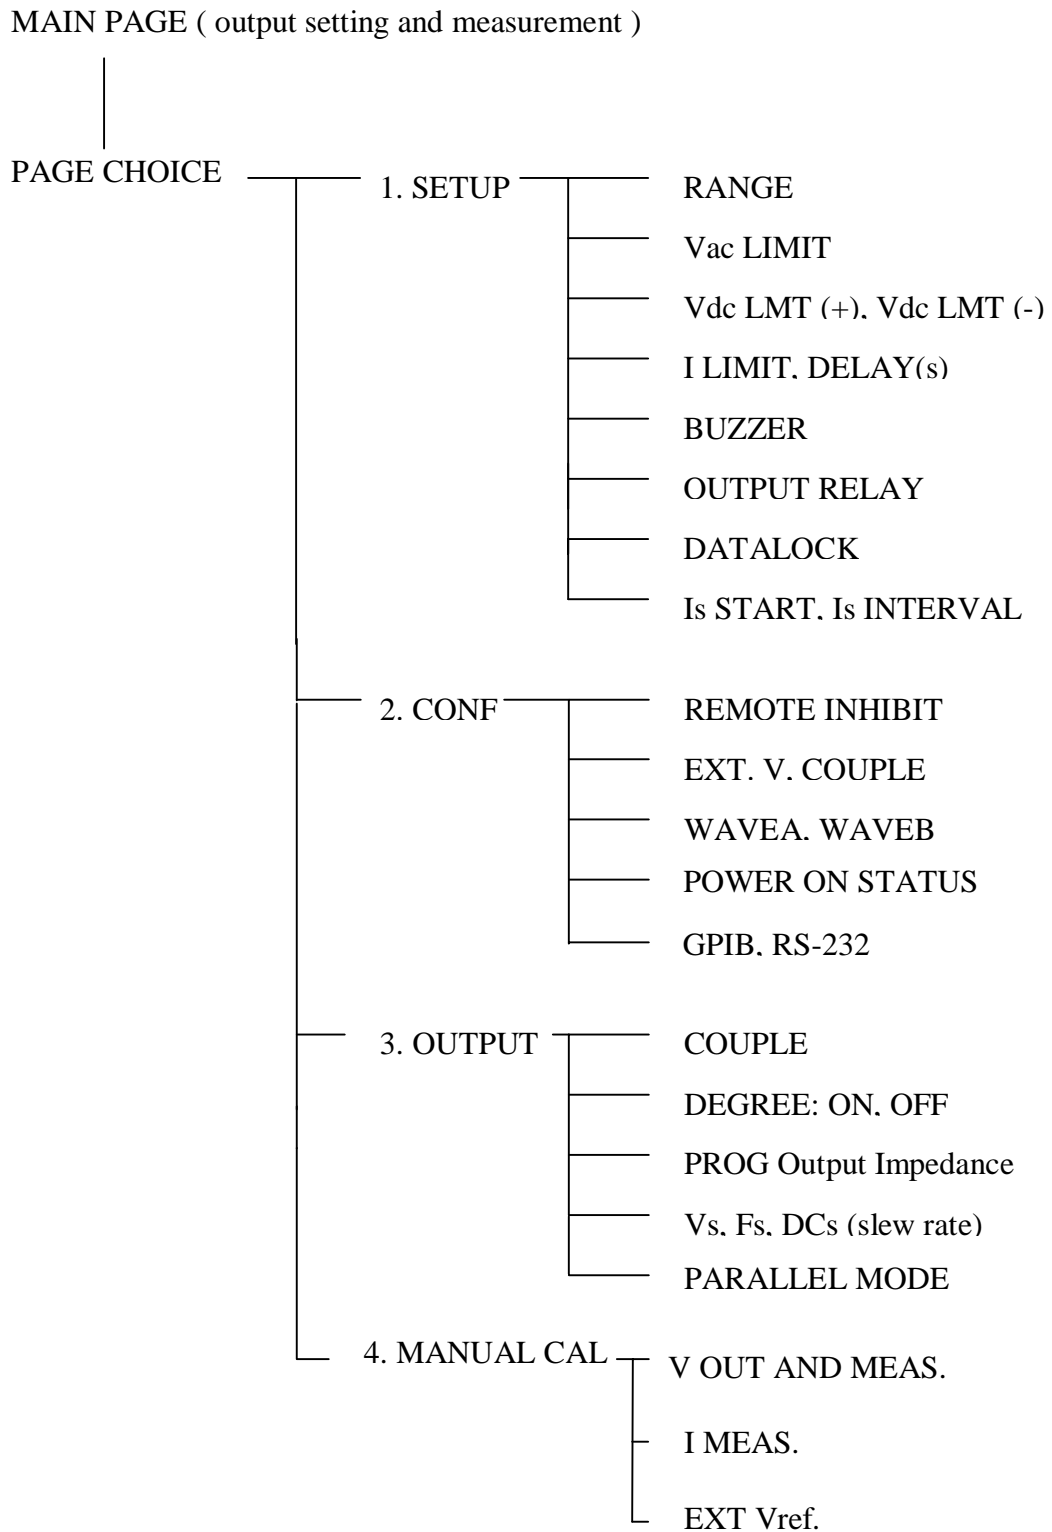 MAIN PAGE ( output setting and measurement )
PAGE CHOICE
1. SETUP
RANGE
Vac LIMIT
Vdc LMT (+), Vdc LMT (-)
I LIMIT, DELAY(s)
BUZZER
OUTPUT RELAY
DATALOCK
Is START, Is INTERVAL
2. CONF
REMOTE INHIBIT
EXT. V. COUPLE
WAVEA, WAVEB
POWER ON STATUS
GPIB, RS-232
3. OUTPUT
COUPLE
DEGREE: ON, OFF
PROG Output Impedance
Vs, Fs, DCs (slew rate)
PARALLEL MODE
4. MANUAL CAL
V OUT AND MEAS.
I MEAS.
EXT Vref.